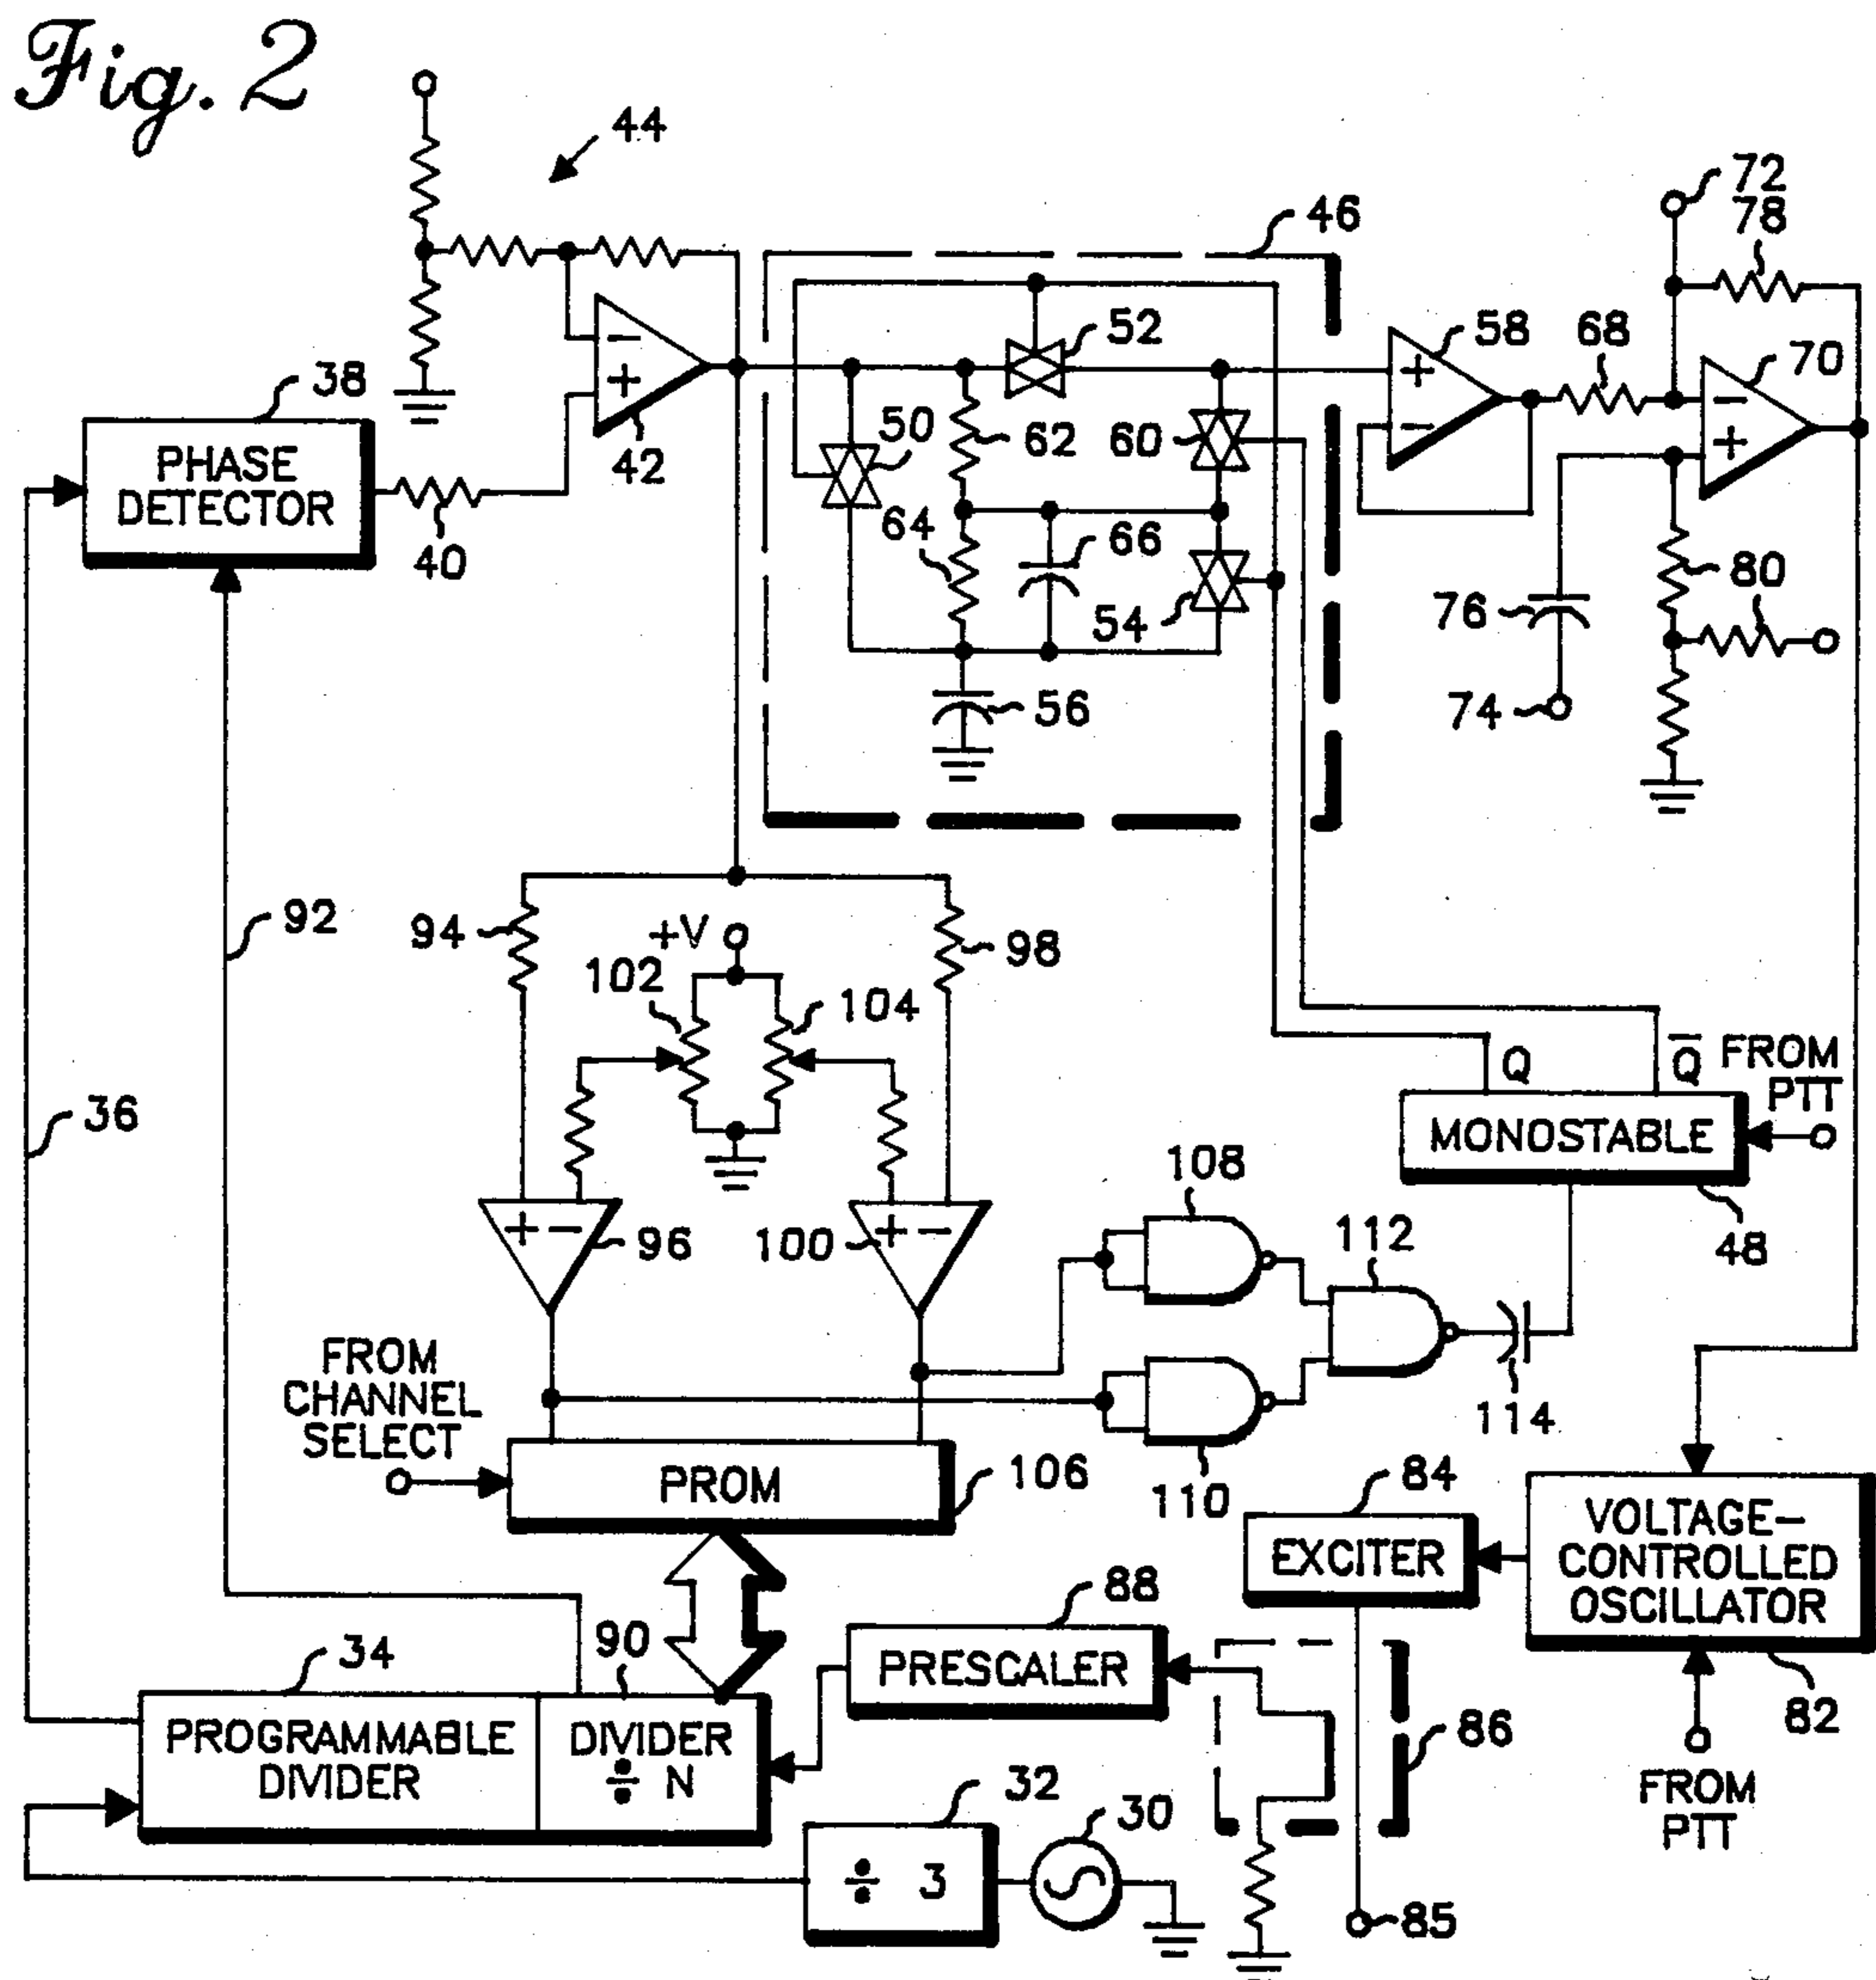 Fig. 2
44
72
78
46
52
58
68
70
38
PHASE
DETECTOR
40
42
50
62
60
64
66
54
56
76
74
80
80
92
94
+V
98
102
104
36
Q
Q̅
FROM
PTT
MONOSTABLE
48
96
100
108
112
110
114
FROM
CHANNEL
SELECT
PROM
106
84
EXCITER
VOLTAGE-
CONTROLLED
OSCILLATOR
82
FROM
PTT
88
PRESCALER
86
34
90
PROGRAMMABLE
DIVIDER
DIVIDER
÷ N
32
÷ 3
30
85
+
−
+
−
+
−
+
−
+
−